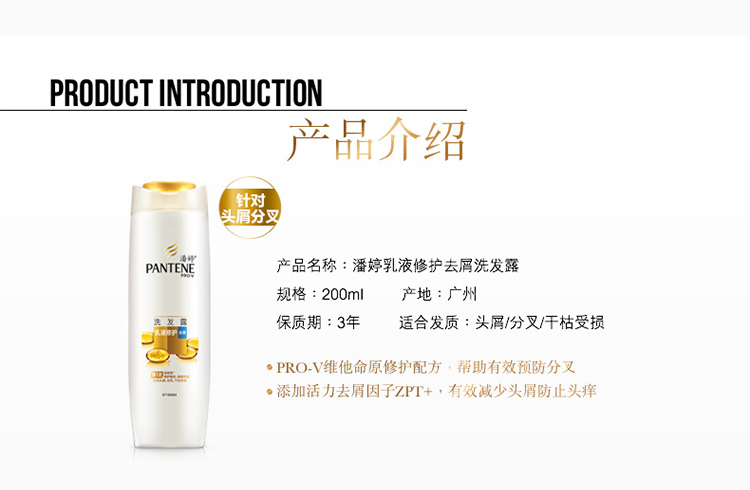 PRODUCT INTRODUCTION
产品介绍
针对
头屑分叉
潘婷
PANTENE
PRO-V
洗发露
乳液修护
PRO-V
产品名称：潘婷乳液修护去屑洗发露
规格：200ml 产地：广州
保质期：3年 适合发质：头屑/分叉/干枯受损
PRO-V维他命原修护配方，帮助有效预防分叉
添加活力去屑因子ZPT+，有效减少头屑防止头痒